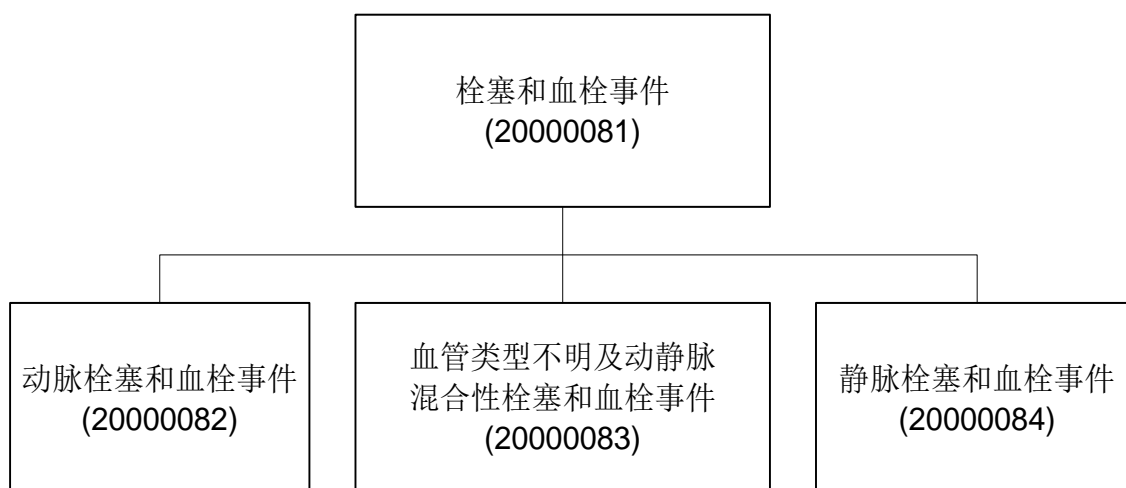 栓塞和血栓事件
(20000081)
动脉栓塞和血栓事件
(20000082)
血管类型不明及动静脉
混合性栓塞和血栓事件
(20000083)
静脉栓塞和血栓事件
(20000084)